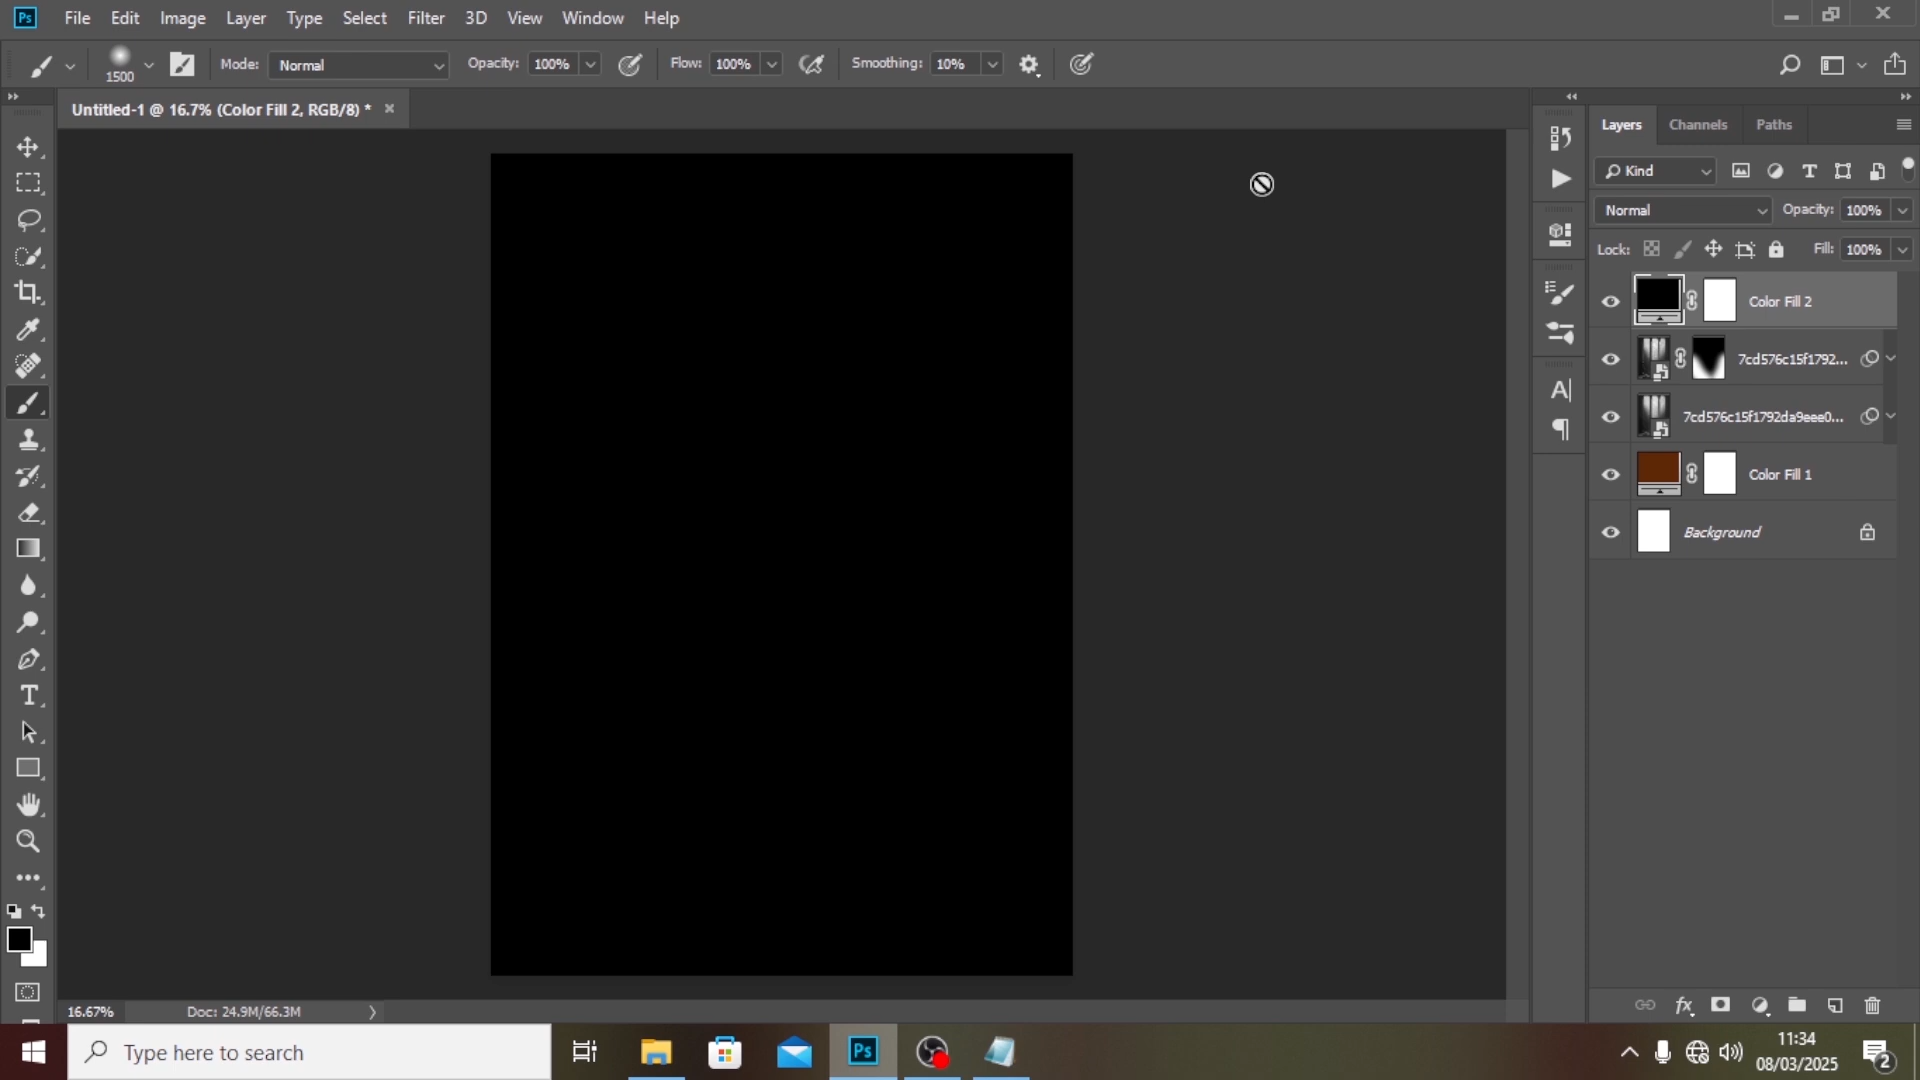 Ps File Edit Image Layer Type Select Filter 3D View Window Help
1500 Mode: Normal Opacity: 100% Flow: 100% Smoothing: 10%
Untitled-1 @ 16.7% (Color Fill 2, RGB/8) *
Layers Channels Paths
Kind
Normal Opacity: 100%
Lock: Fill: 100%
Color Fill 2
7cd576c15f1792...
7cd576c15f1792da9eee0...
Color Fill 1
Background
16.67% Doc: 24.9M/66.3M
fx
Type here to search
Ps
11:34
08/03/2025
2